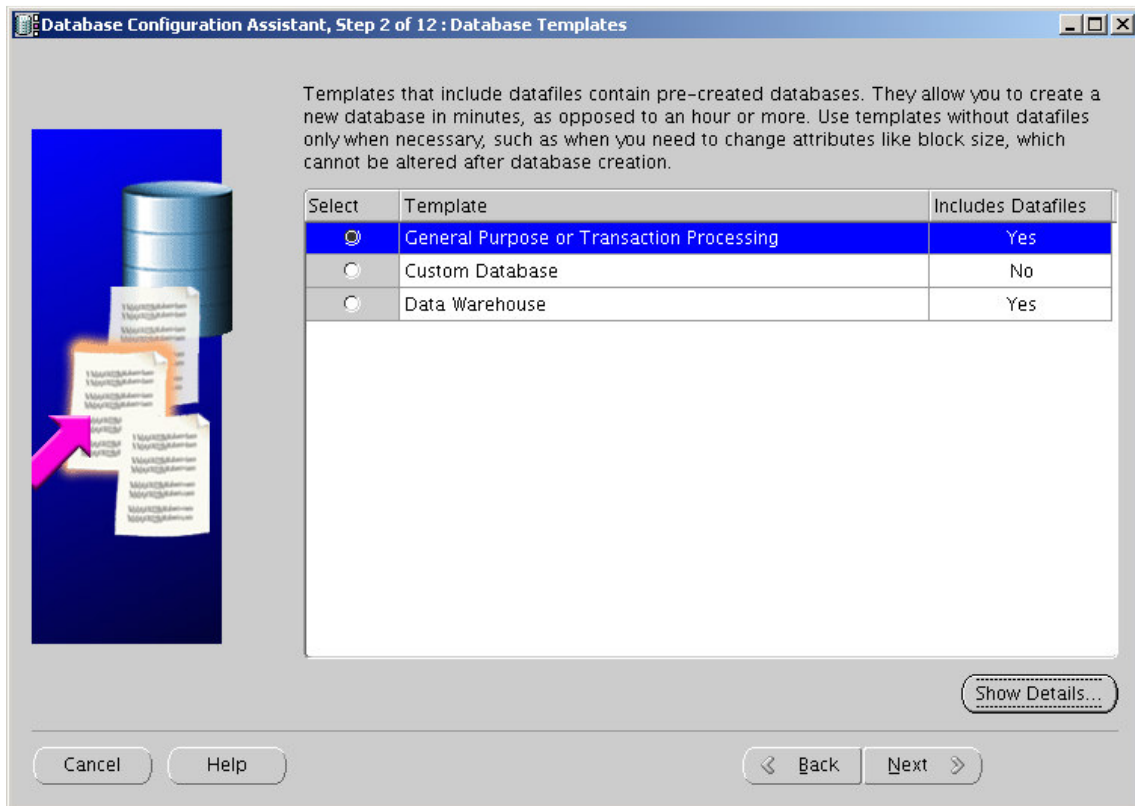 Database Configuration Assistant, Step 2 of 12 : Database Templates
Templates that include datafiles contain pre-created databases. They allow you to create a
new database in minutes, as opposed to an hour or more. Use templates without datafiles
only when necessary, such as when you need to change attributes like block size, which
cannot be altered after database creation.
Select Template Includes Datafiles
General Purpose or Transaction Processing Yes
Custom Database No
Data Warehouse Yes
Show Details...
Cancel Help Back Next